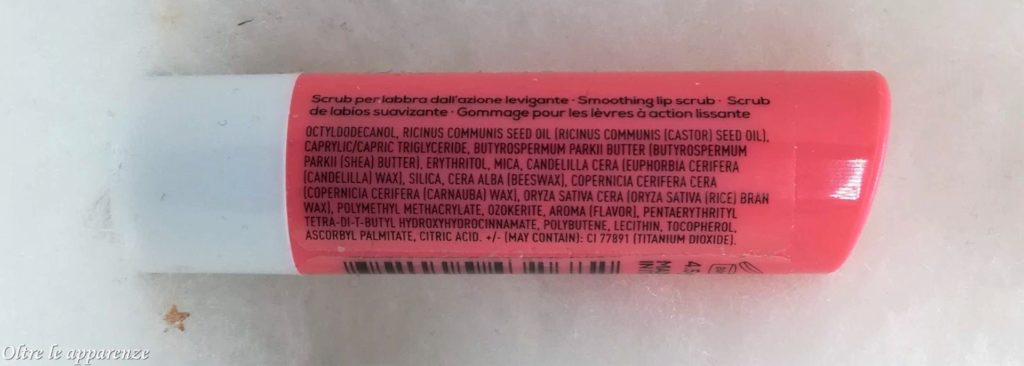 Scrub per labbra dall'azione levigante · Smoothing lip scrub · Scrub
de labios suavizante · Gommage pour les lèvres à action lissante
OCTYLDODECANOL, RICINUS COMMUNIS SEED OIL (RICINUS COMMUNIS (CASTOR) SEED OIL),
CAPRYLIC/CAPRIC TRIGLYCERIDE, BUTYROSPERMUM PARKII BUTTER (BUTYROSPERMUM
PARKII (SHEA) BUTTER), ERYTHRITOL, MICA, CANDELILLA CERA (EUPHORBIA CERIFERA
(CANDELILLA) WAX), SILICA, CERA ALBA (BEESWAX), COPERNICIA CERIFERA CERA
(COPERNICIA CERIFERA (CARNAUBA) WAX), ORYZA SATIVA CERA (ORYZA SATIVA (RICE) BRAN
WAX), POLYMETHYL METHACRYLATE, OZOKERITE, AROMA (FLAVOR), PENTAERYTHRITYL
TETRA-DI-T-BUTYL HYDROXYHYDROCINNAMATE, POLYBUTENE, LECITHIN, TOCOPHEROL,
ASCORBYL PALMITATE, CITRIC ACID. +/- (MAY CONTAIN): CI 77891 (TITANIUM DIOXIDE).
Oltre le apparenze